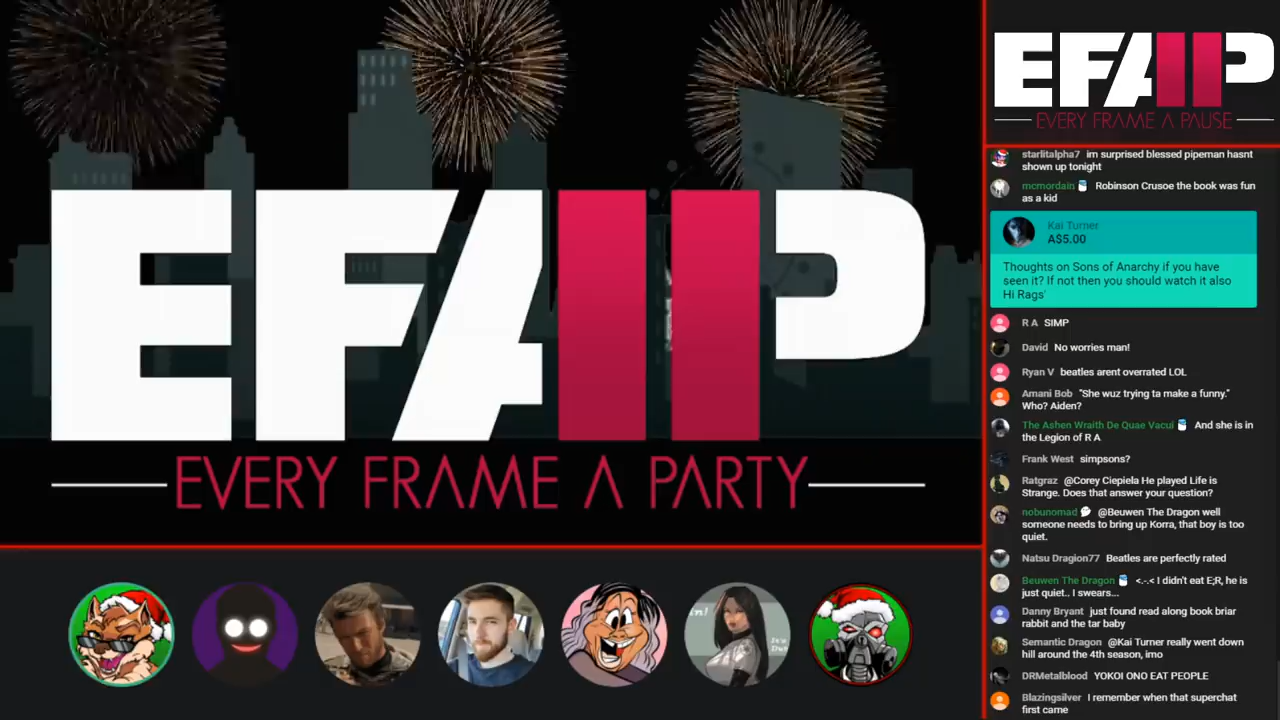 EFAP
EVERY FRAME A PARTY
EFAP
EVERY FRAME A PAUSE
starlitalpha7 im surprised blessed pipeman hasnt
shown up tonight
mcmordain Robinson Crusoe the book was fun
as a kid
Kai Turner
A$5.00
Thoughts on Sons of Anarchy if you have
seen it? If not then you should watch it also
Hi Rags'
R A SIMP
David No worries man!
Ryan V beatles arent overrated LOL
Amani Bob "She wuz trying ta make a funny."
Who? Aiden?
The Ashen Wraith De Quae Vacui And she is in
the Legion of R A
Frank West simpsons?
Ratgraz @Corey Ciepiela He played Life is
Strange. Does that answer your question?
nobunomad @Beuwen The Dragon well
someone needs to bring up Korra, that boy is too
quiet.
Natsu Dragion77 Beatles are perfectly rated
Beuwen The Dragon <.-.< I didn't eat E;R, he is
just quiet.. I swears...
Danny Bryant just found read along book briar
rabbit and the tar baby
Semantic Dragon @Kai Turner really went down
hill around the 4th season, imo
DRMetalblood YOKOI ONO EAT PEOPLE
Blazingsilver I remember when that superchat
first came